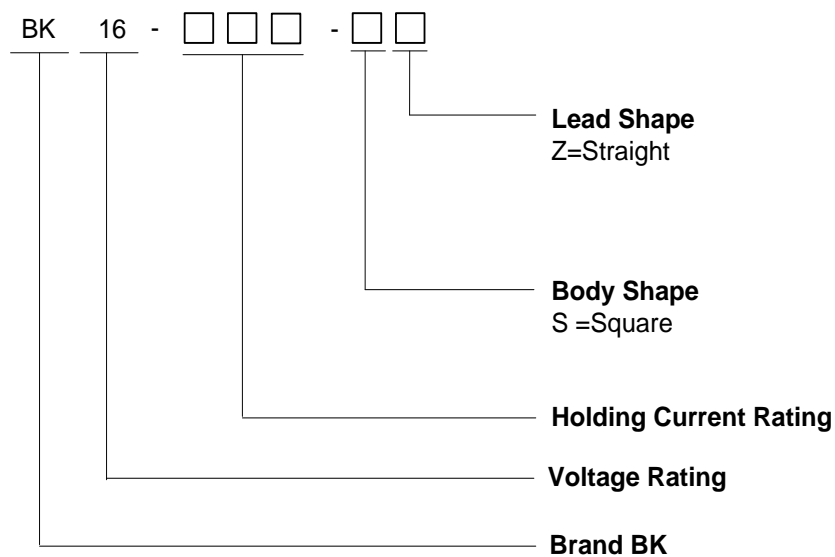 BK 16 - □ □ □ - □ □
Lead Shape
Z=Straight
Body Shape
S =Square
Holding Current Rating
Voltage Rating
Brand BK